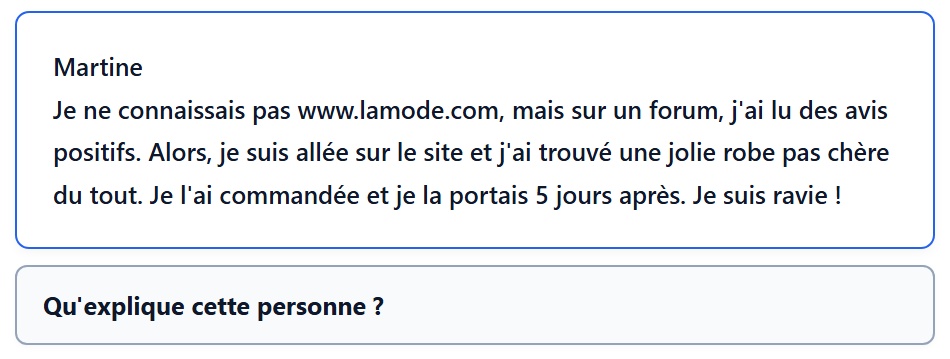 Martine
Je ne connaissais pas www.lamode.com, mais sur un forum, j'ai lu des avis
positifs. Alors, je suis allée sur le site et j'ai trouvé une jolie robe pas chère
du tout. Je l'ai commandée et je la portais 5 jours après. Je suis ravie !
Qu'explique cette personne ?